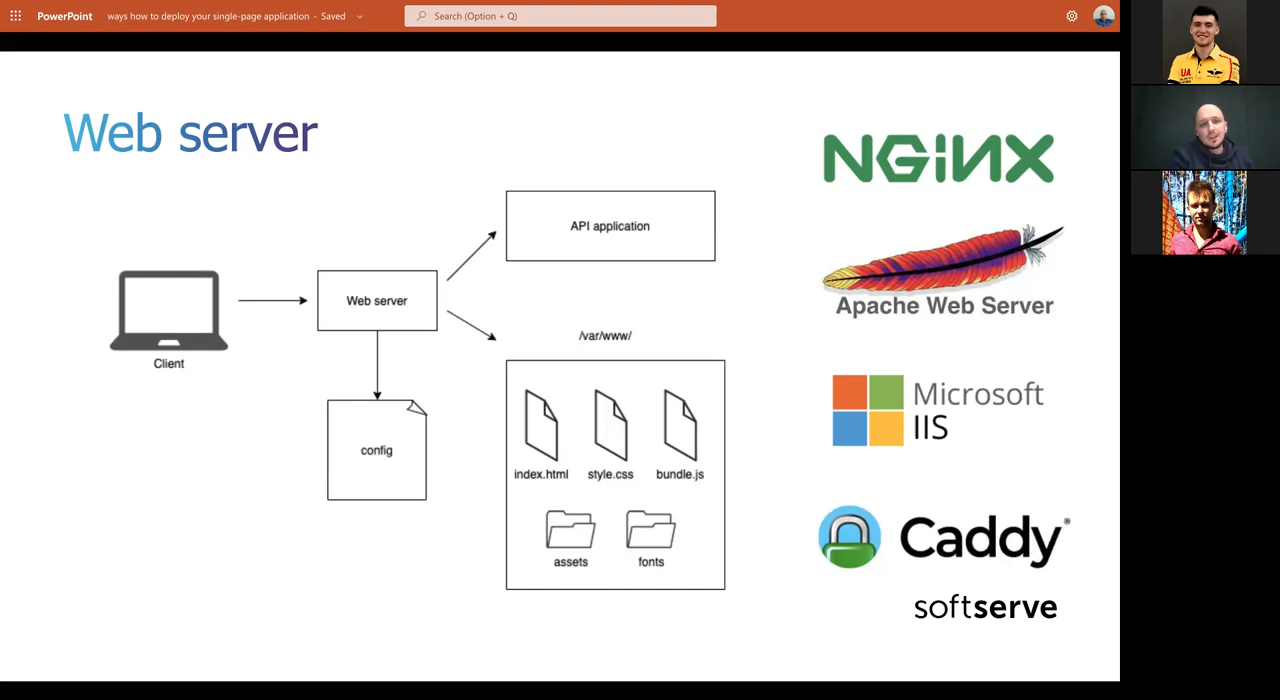 PowerPoint
ways how to deploy your single-page application - Saved
Search (Option + Q)
Web server
NGINX
API application
UA
Apache Web Server
Web server
/var/www/
Client
Microsoft
IIS
config
index.html
style.css
bundle.js
Caddy®
assets
fonts
softserve